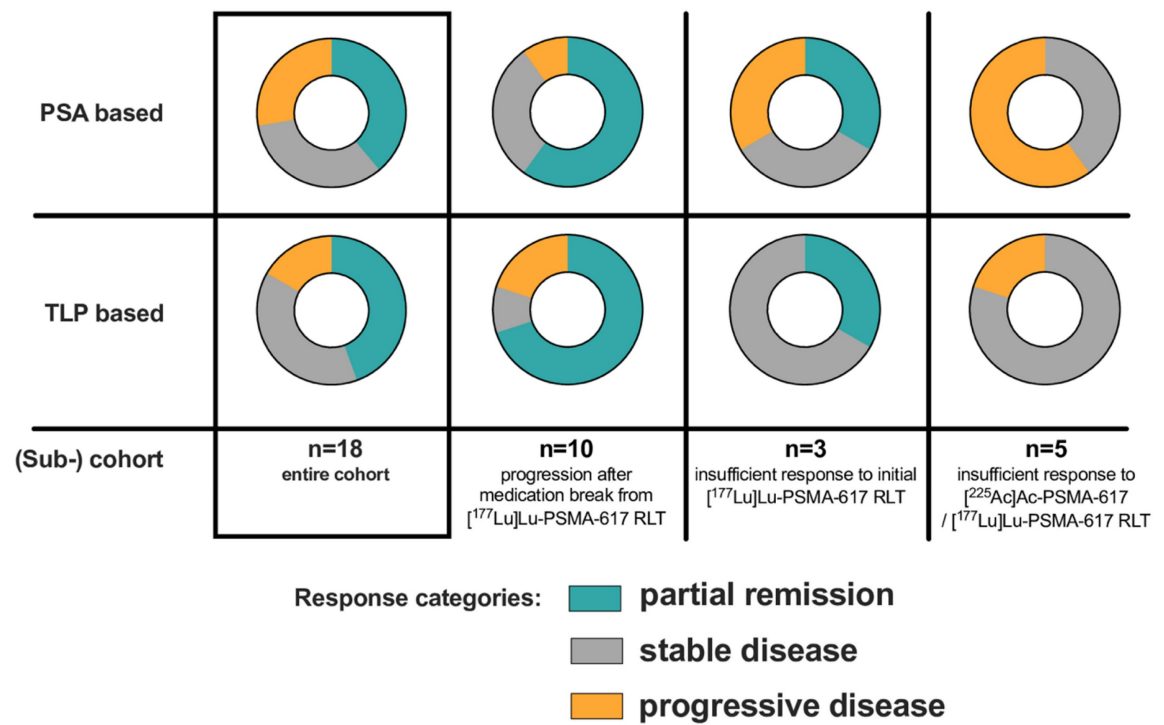 PSA based
TLP based
(Sub-) cohort
n=18
entire cohort
n=10
progression after
medication break from
[¹⁷⁷Lu]Lu-PSMA-617 RLT
n=3
insufficient response to initial
[¹⁷⁷Lu]Lu-PSMA-617 RLT
n=5
insufficient response to
[²²⁵Ac]Ac-PSMA-617
/ [¹⁷⁷Lu]Lu-PSMA-617 RLT
Response categories:
partial remission
stable disease
progressive disease